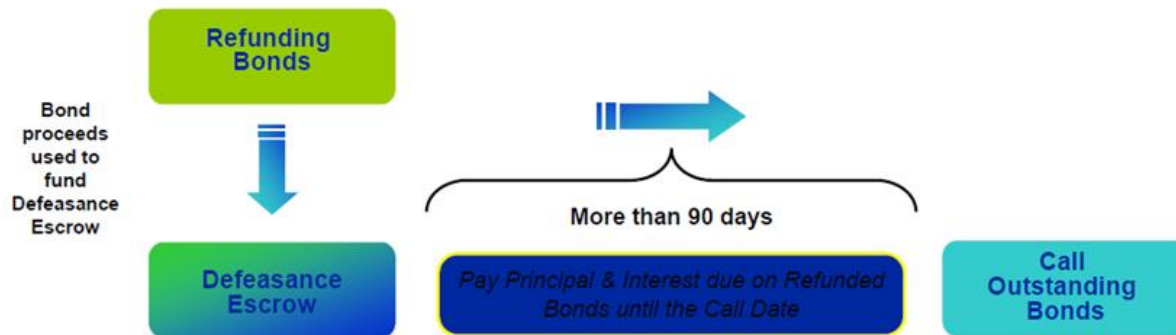 Refunding
Bonds
Bond
proceeds
used to
fund
Defeasance
Escrow
More than 90 days
Defeasance
Escrow
Pay Principal & Interest due on Refunded
Bonds until the Call Date
Call
Outstanding
Bonds